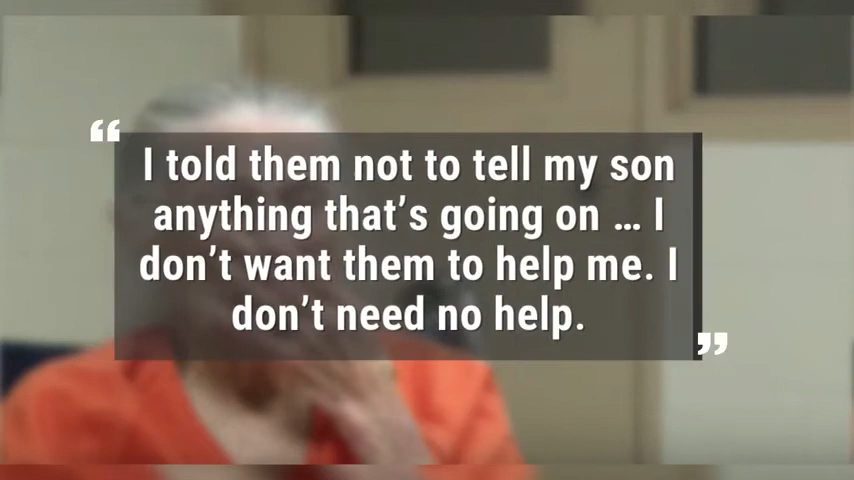 “
I told them not to tell my son
anything that’s going on … I
don’t want them to help me. I
don’t need no help.
”